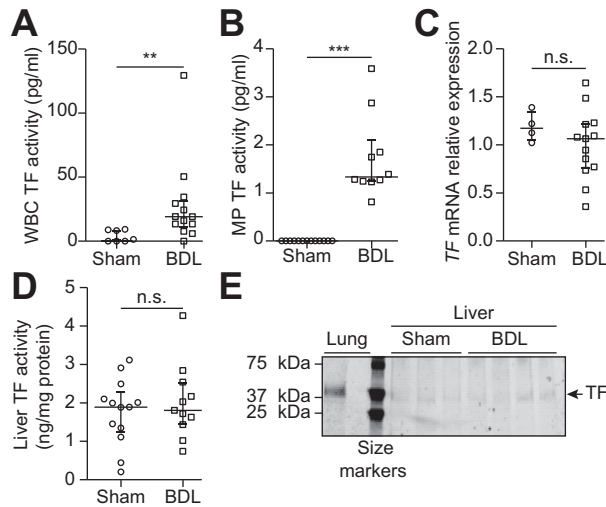 A
WBC TF activity (pg/ml)
150
100
50
0
**
Sham
BDL
B
MP TF activity (pg/ml)
4
3
2
1
0
***
Sham
BDL
C
TF mRNA relative expression
2.0
1.5
1.0
0.5
0.0
n.s.
Sham
BDL
D
Liver TF activity
(ng/mg protein)
5
4
3
2
1
0
n.s.
Sham
BDL
E
Liver
Lung
Sham
BDL
75 kDa
37 kDa
25 kDa
TF
Size
markers